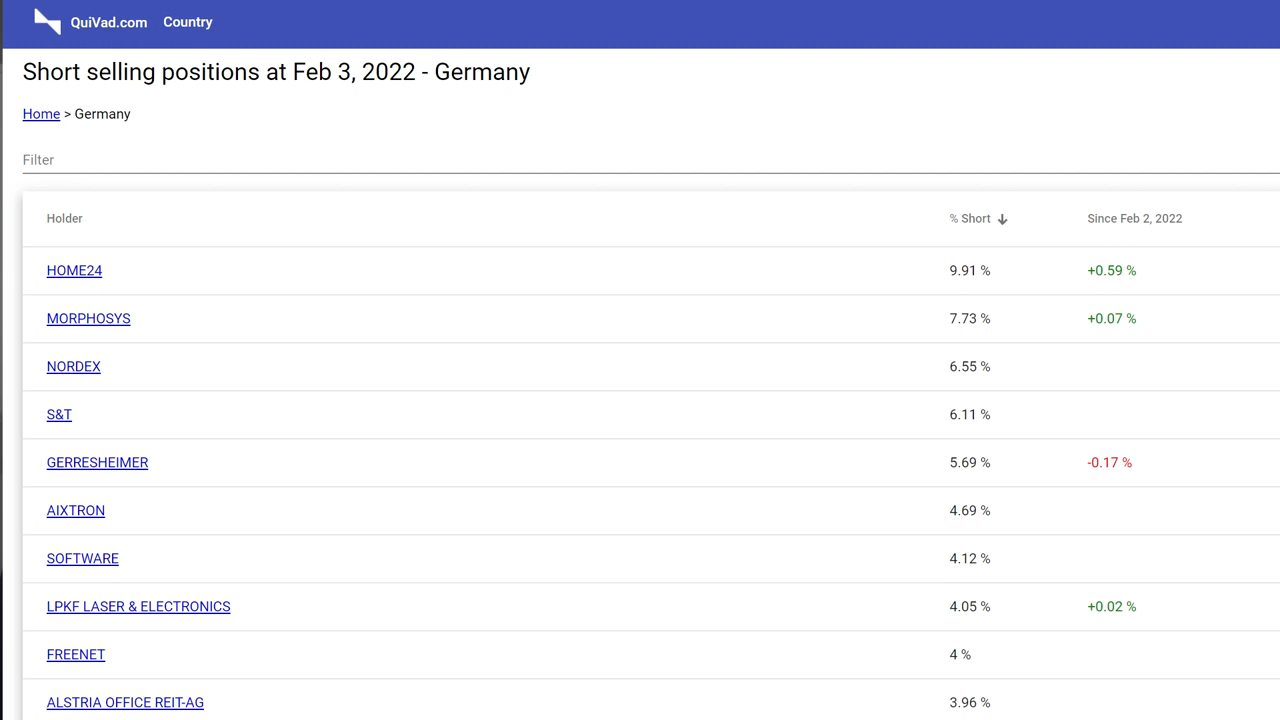 QuiVad.com Country
Short selling positions at Feb 3, 2022 - Germany
Home > Germany
Filter
Holder % Short Since Feb 2, 2022
HOME24 9.91 % +0.59 %
MORPHOSYS 7.73 % +0.07 %
NORDEX 6.55 %
S&T 6.11 %
GERRESHEIMER 5.69 % -0.17 %
AIXTRON 4.69 %
SOFTWARE 4.12 %
LPKF LASER & ELECTRONICS 4.05 % +0.02 %
FREENET 4 %
ALSTRIA OFFICE REIT-AG 3.96 %